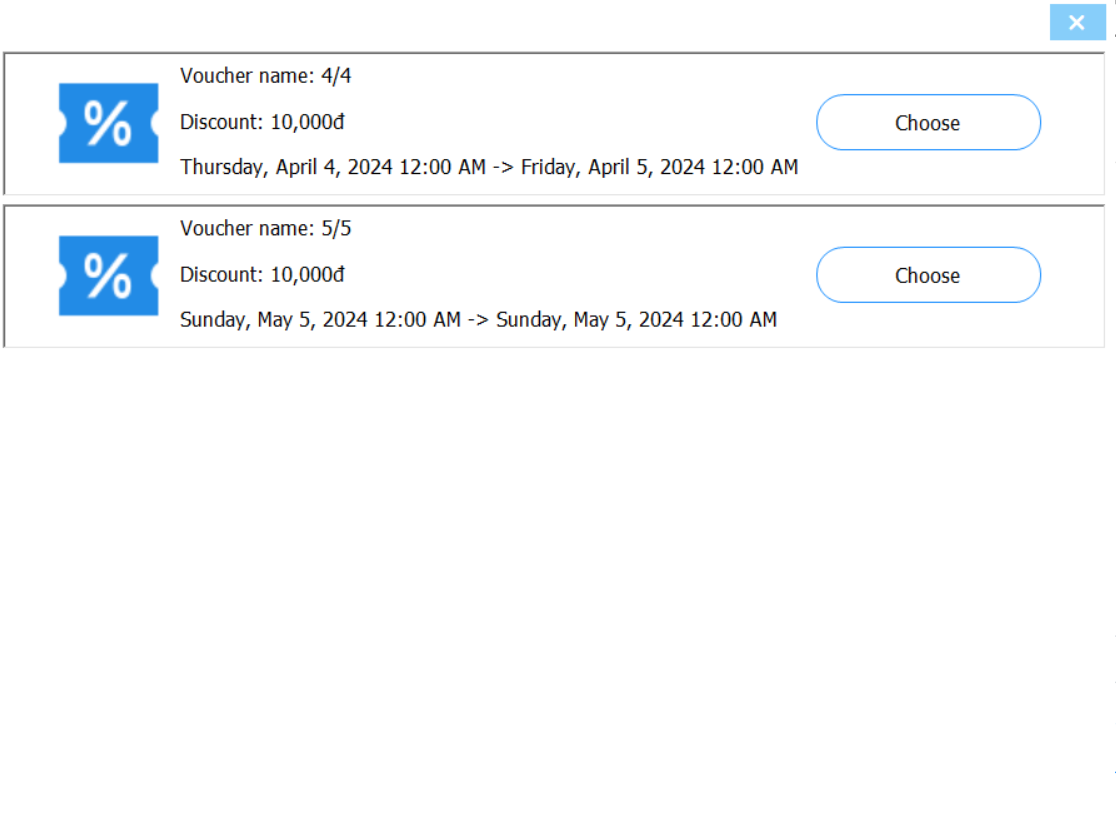 ×
Voucher name: 4/4
%
Discount: 10,000đ
Choose
Thursday, April 4, 2024 12:00 AM -> Friday, April 5, 2024 12:00 AM
Voucher name: 5/5
%
Discount: 10,000đ
Choose
Sunday, May 5, 2024 12:00 AM -> Sunday, May 5, 2024 12:00 AM